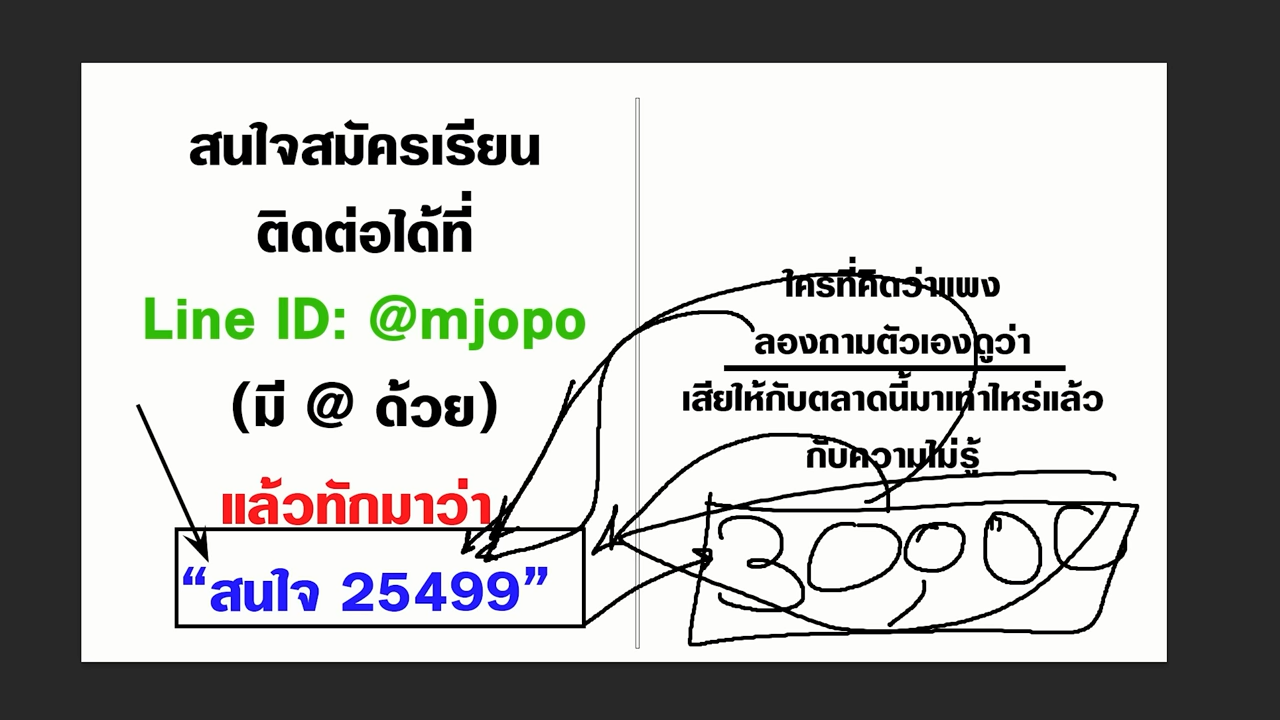 สนใจสมัครเรียน
ติดต่อได้ที่
Line ID: @mjopo
(มี @ ด้วย)
แล้วทักมาว่า
“สนใจ 25499”
ใครที่คิดว่าแพง
ลองถามตัวเองดูว่า
เสียให้กับตลาดนี้มาเท่าไหร่แล้ว
กับความไม่รู้
30,000